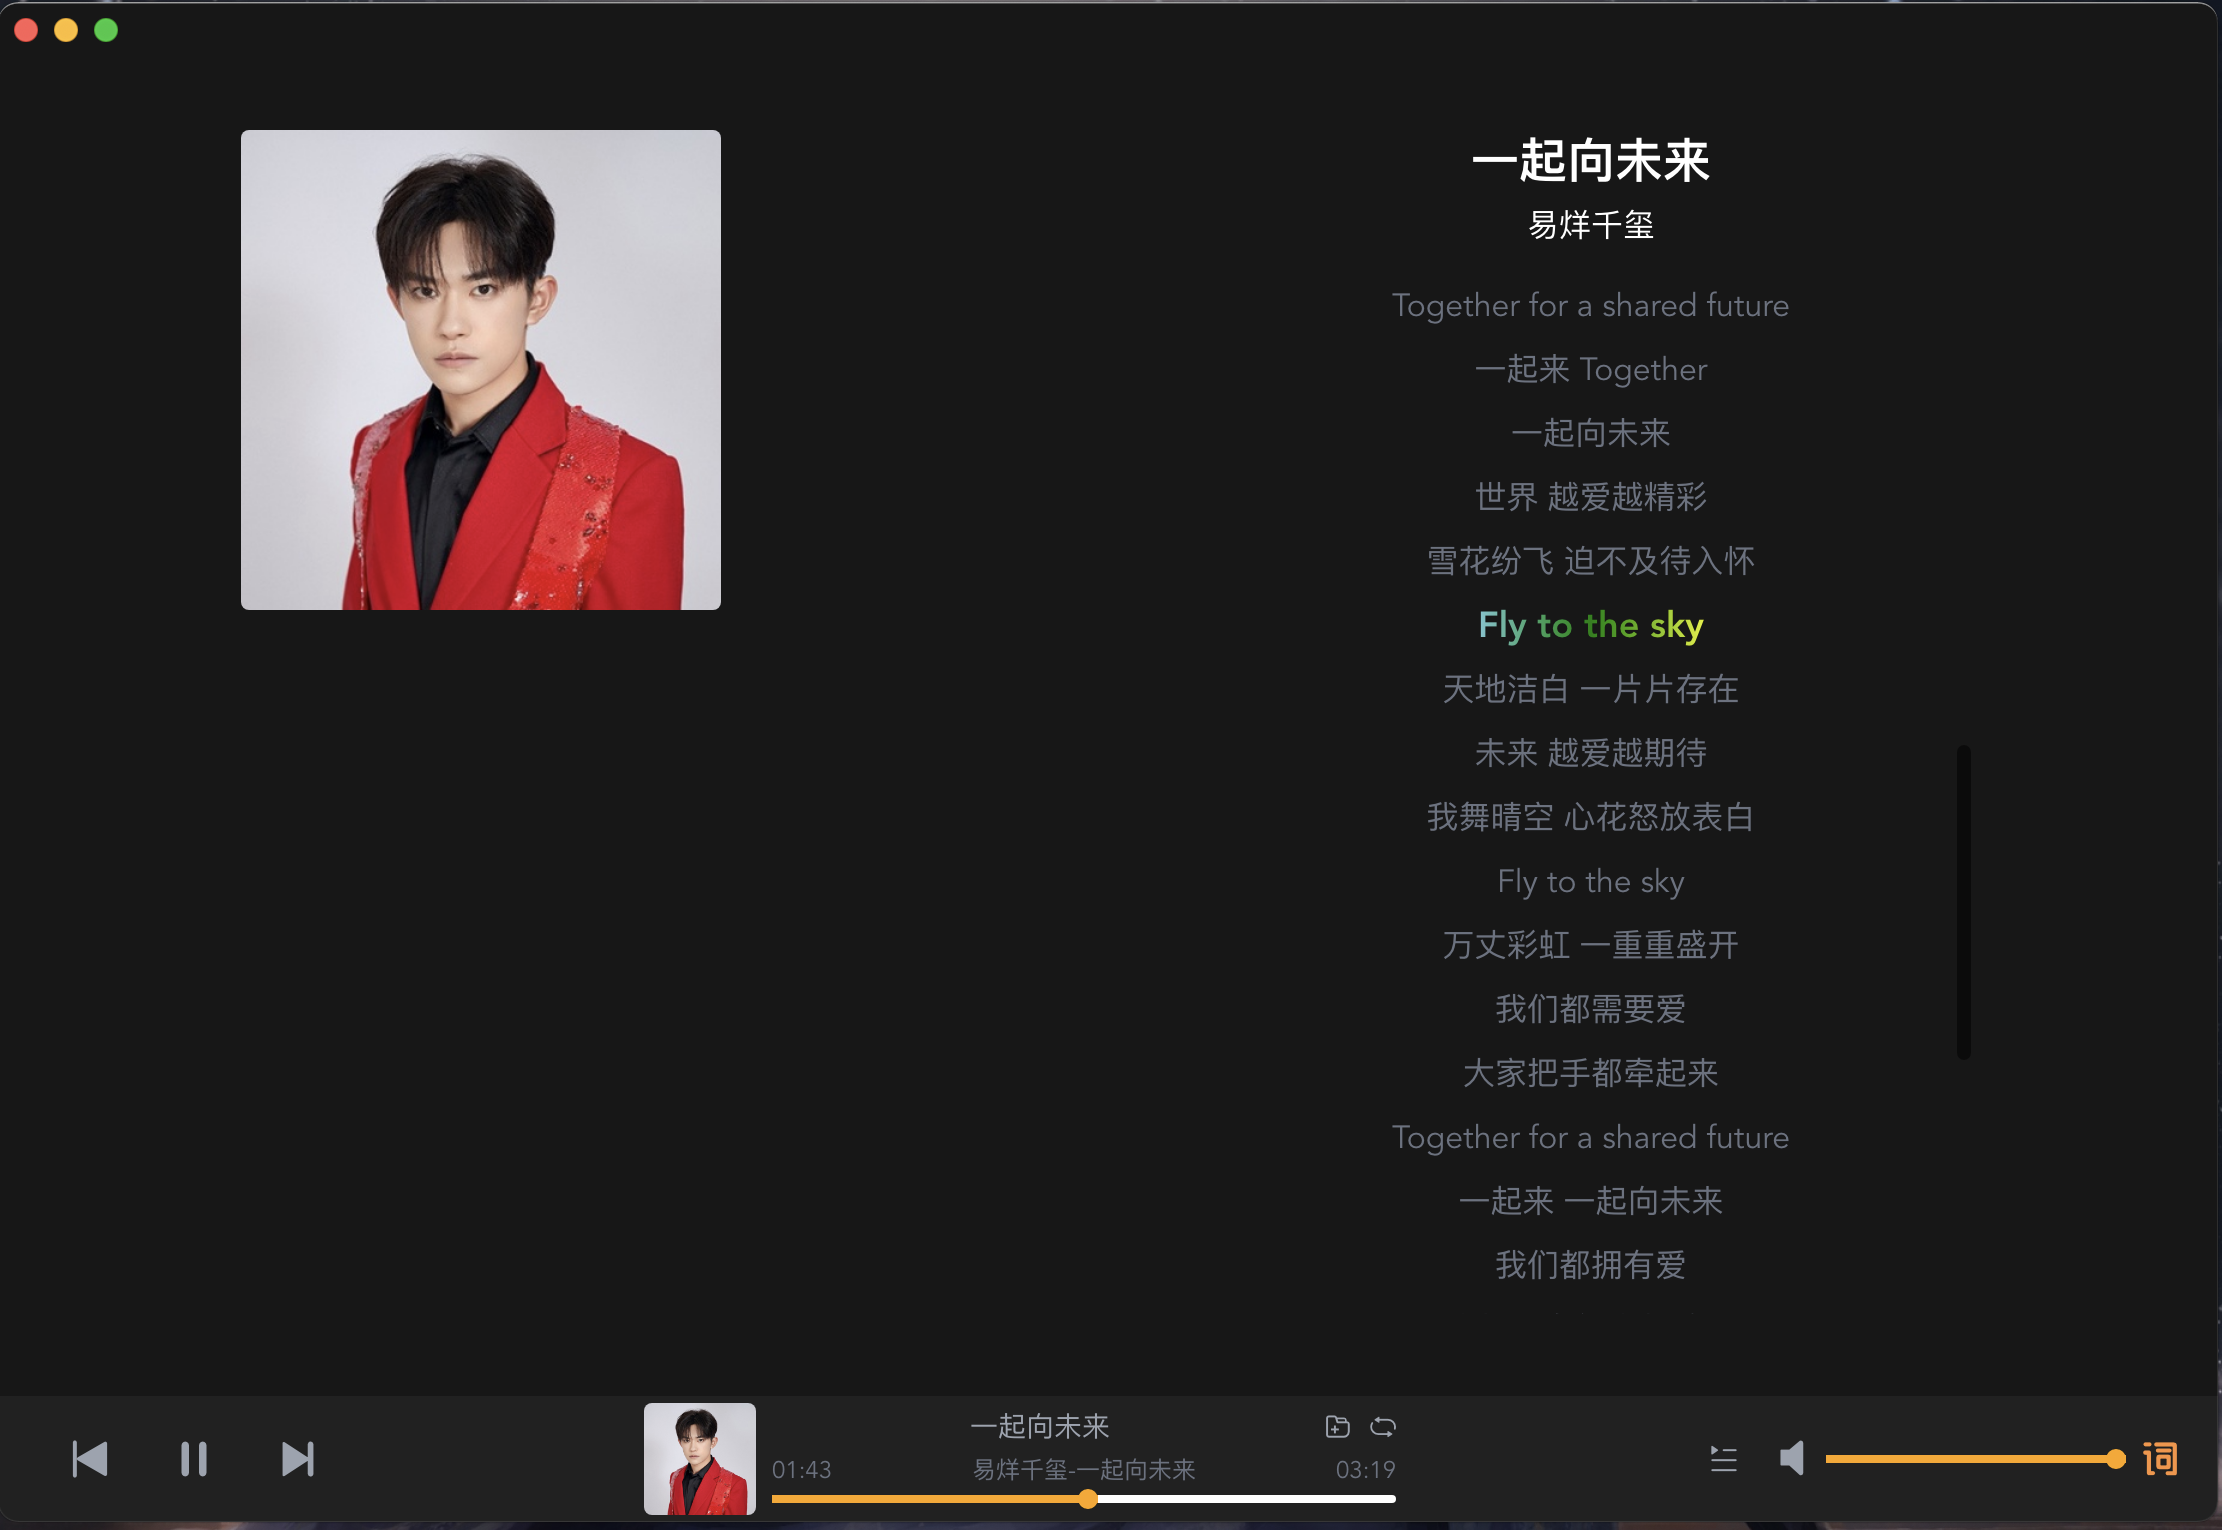 一起向未来
易烊千玺
Together for a shared future
一起来 Together
一起向未来
世界 越爱越精彩
雪花纷飞 迫不及待入怀
Fly to the sky
天地洁白 一片片存在
未来 越爱越期待
我舞晴空 心花怒放表白
Fly to the sky
万丈彩虹 一重重盛开
我们都需要爱
大家把手都牵起来
Together for a shared future
一起来 一起向未来
我们都拥有爱
一起向未来
01:43
易烊千玺-一起向未来
03:19
词